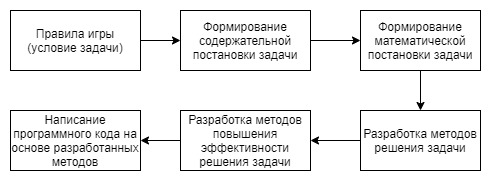 Правила игры
(условие задачи)
Формирование
содержательной
постановки задачи
Формирование
математической
постановки задачи
Написание
программного кода на
основе разработанных
методов
Разработка методов
повышения
эффективности
решения задачи
Разработка методов
решения задачи